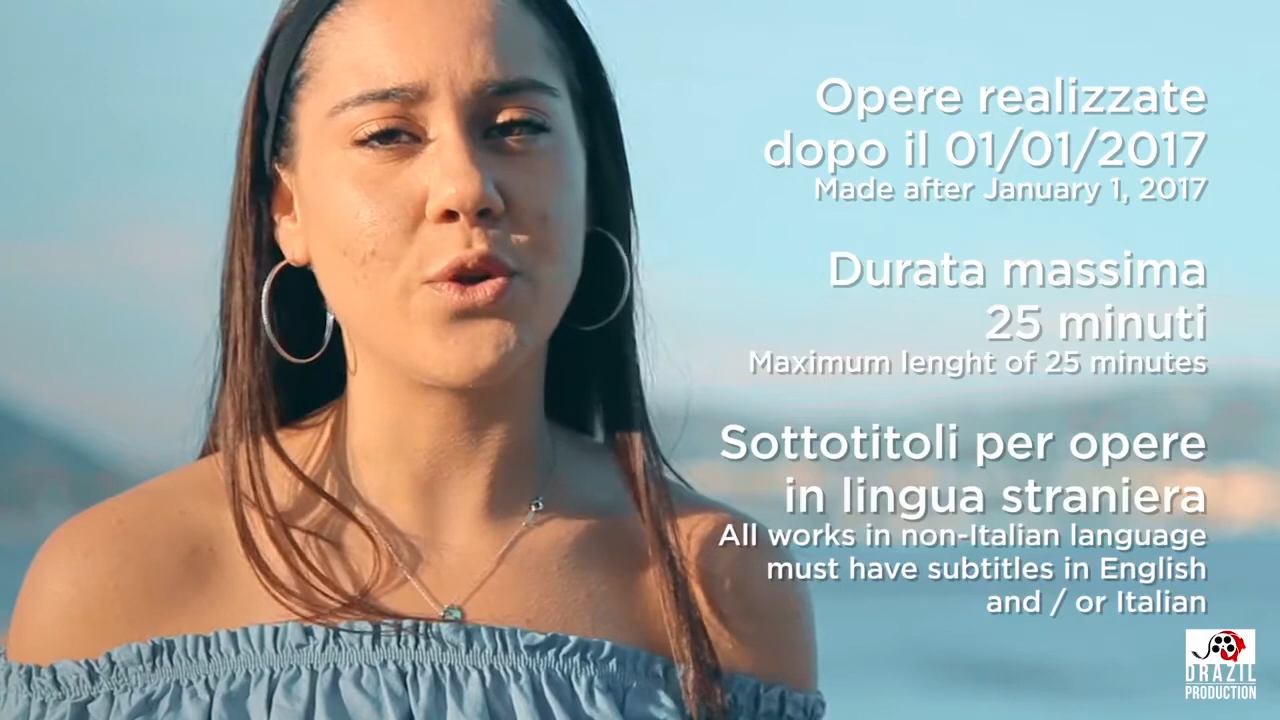 Opere realizzate
dopo il 01/01/2017
Made after January 1, 2017
Durata massima
25 minuti
Maximum lenght of 25 minutes
Sottotitoli per opere
in lingua straniera
All works in non-Italian language
must have subtitles in English
and / or Italian
DRAZIL
PRODUCTION